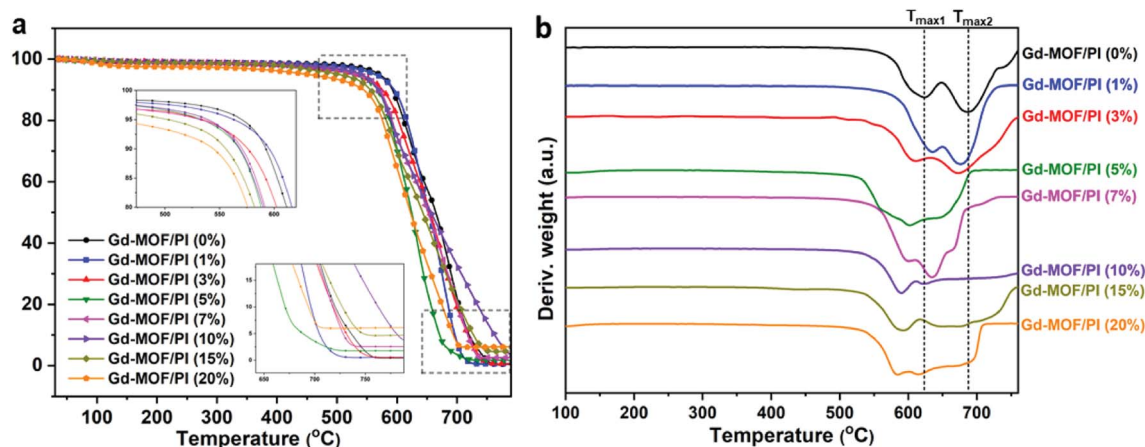 a
100
80
60
40
20
0
100
95
90
85
80
500
550
600
Gd-MOF/PI (0%)
Gd-MOF/PI (1%)
Gd-MOF/PI (3%)
Gd-MOF/PI (5%)
Gd-MOF/PI (7%)
Gd-MOF/PI (10%)
Gd-MOF/PI (15%)
Gd-MOF/PI (20%)
15
10
5
0
650
700
750
100 200 300 400 500 600 700
Temperature (°C)
b
Tmax1 Tmax2
Deriv. weight (a.u.)
Gd-MOF/PI (0%)
Gd-MOF/PI (1%)
Gd-MOF/PI (3%)
Gd-MOF/PI (5%)
Gd-MOF/PI (7%)
Gd-MOF/PI (10%)
Gd-MOF/PI (15%)
Gd-MOF/PI (20%)
100 200 300 400 500 600 700
Temperature (°C)